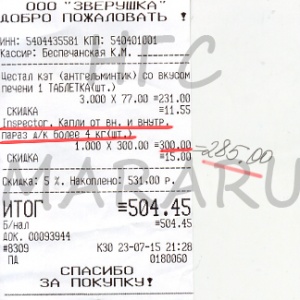 ООО "ЗВЕРУШКА"
ДОБРО ПОЖАЛОВАТЬ !
ИНН: 5404435581 КПП: 540401001
Кассир: Беспечанская К.М.
Цестал кэт (антгельминтик) со вкусом
печени 1 ТАБЛЕТКА(шт.)
3.000 X 77.00 =231.00
СКИДКА =11.55
Inspector. Капли от вн. и внутр.
параз д/к более 4 кг(шт.)
1.000 X 300.00 =300.00 =285.00
СКИДКА =15.00
Скидка: 5 %. Накоплено: 531.00 р.
ИТОГ =504.45
Б/нал =504.45
ДОК. 00093944
#8309 К30 23-07-15 21:28
ПД 0180060
СПАСИБО
ЗА ПОКУПКУ!